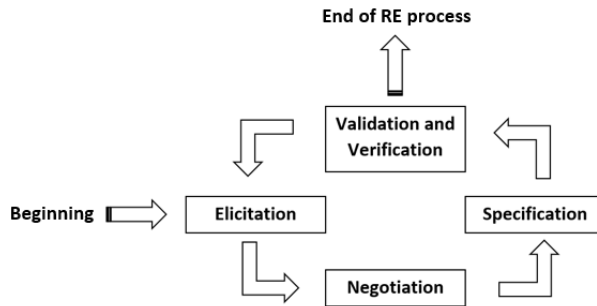 End of RE process
Validation and
Verification
Beginning
Elicitation
Specification
Negotiation